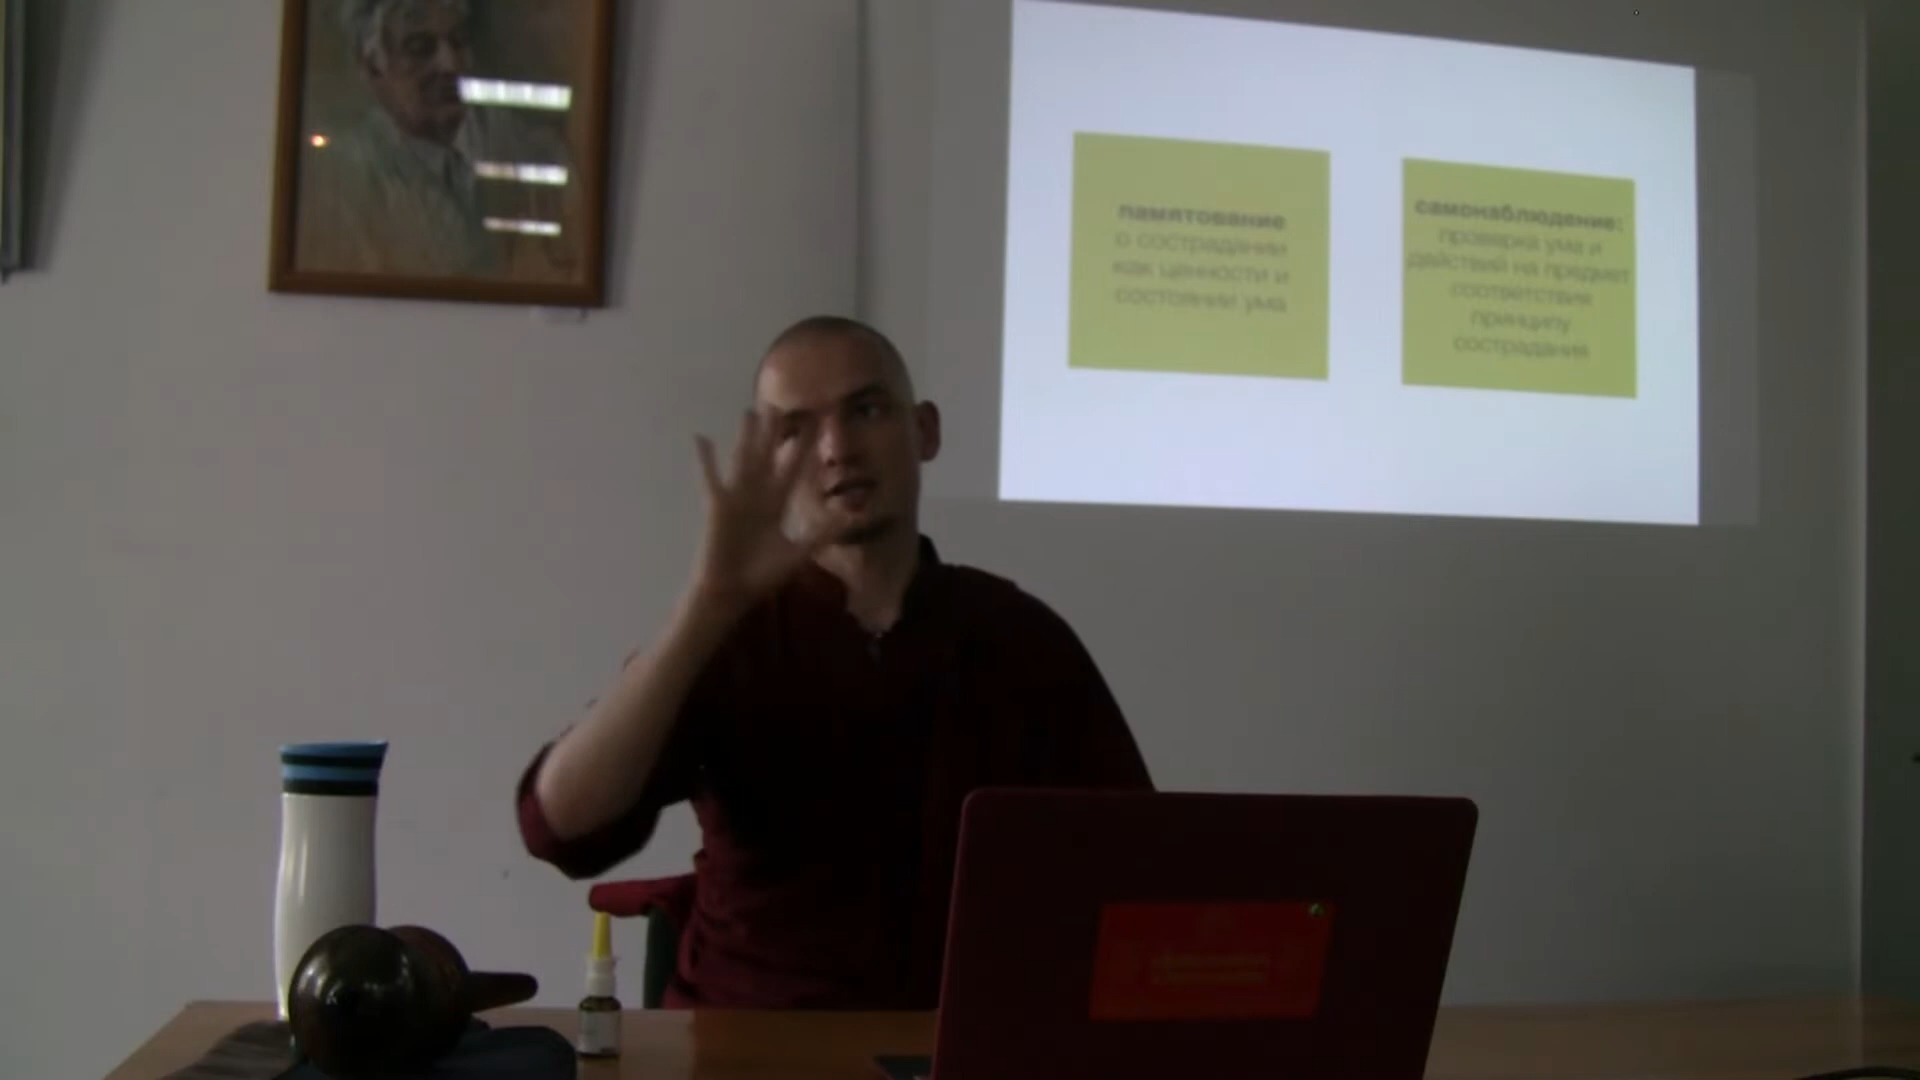 памятование
о сострадании
как ценности и
состоянии ума
самонаблюдение:
проверка ума и
действий на предмет
соответствия
принципу
сострадания